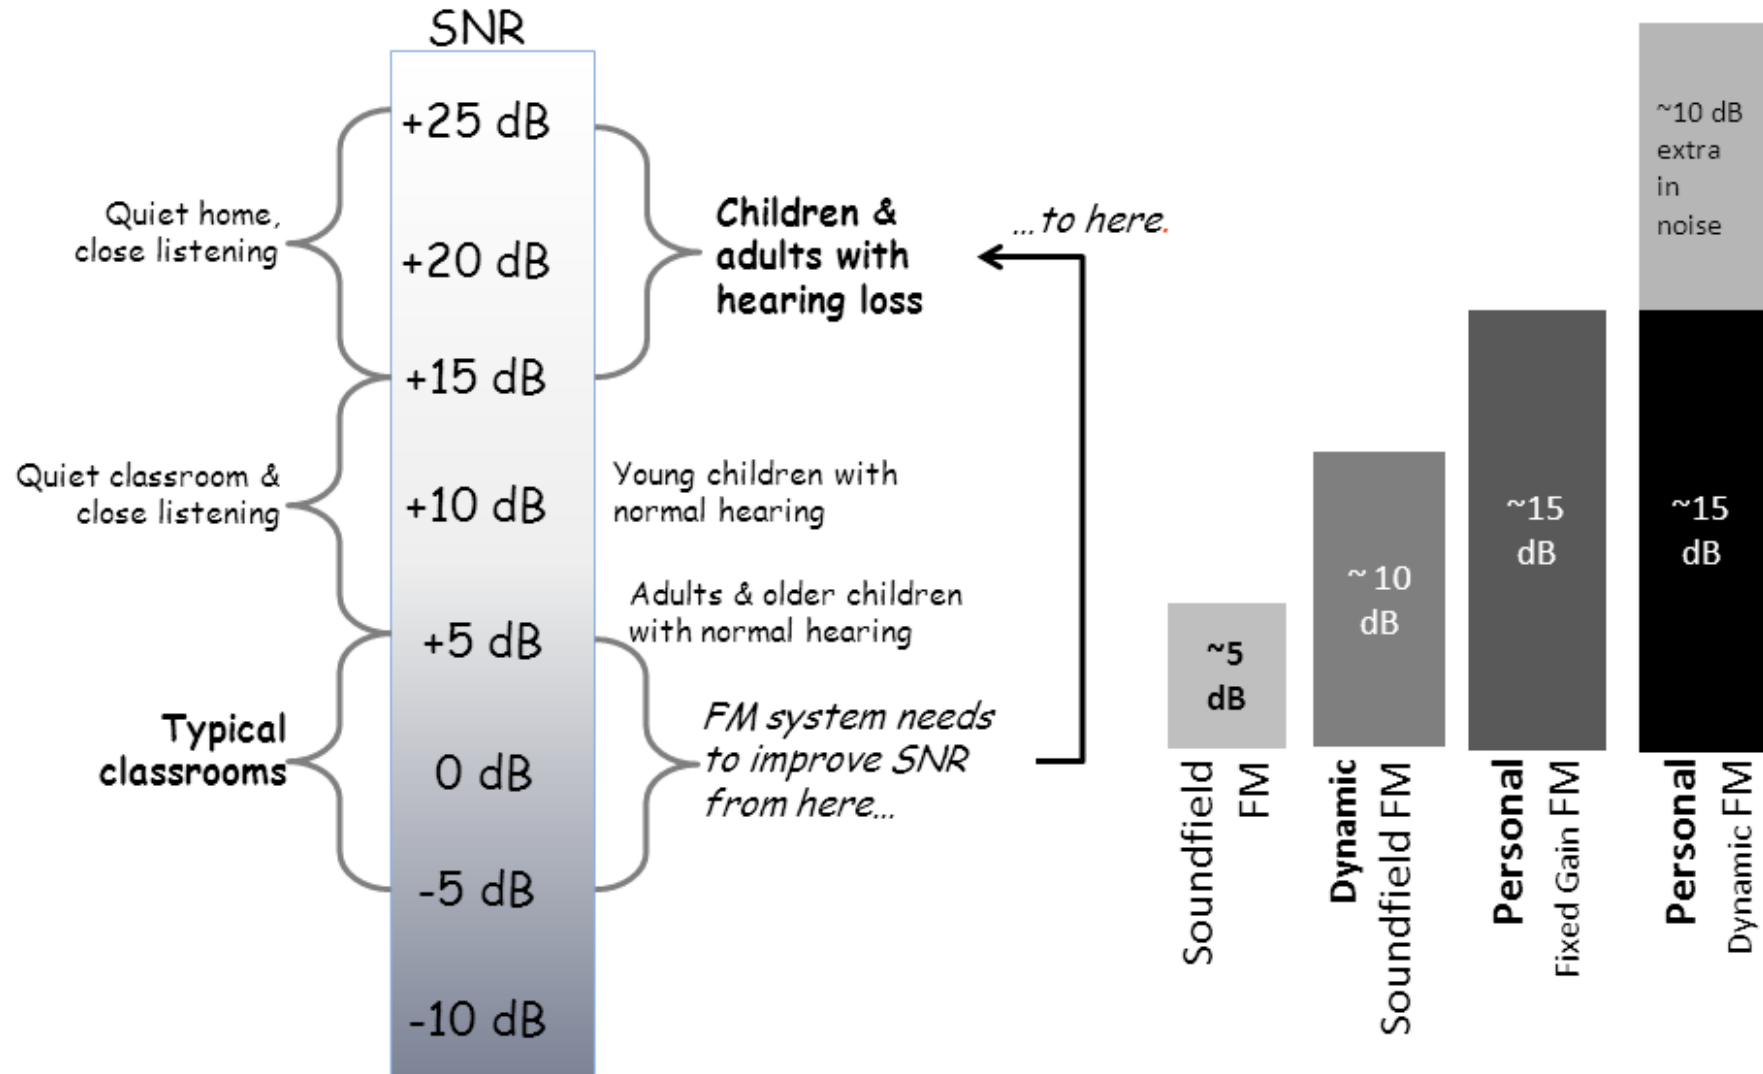 SNR
+25 dB
+20 dB
+15 dB
+10 dB
+5 dB
0 dB
-5 dB
-10 dB
Quiet home,
close listening
Quiet classroom &
close listening
Typical
classrooms
Children &
adults with
hearing loss
...to here.
Young children with
normal hearing
Adults & older children
with normal hearing
FM system needs
to improve SNR
from here...
~5
dB
Soundfield
FM
~ 10
dB
Dynamic
Soundfield FM
~15
dB
Personal
Fixed Gain FM
~10 dB
extra
in
noise
~15
dB
Personal
Dynamic FM